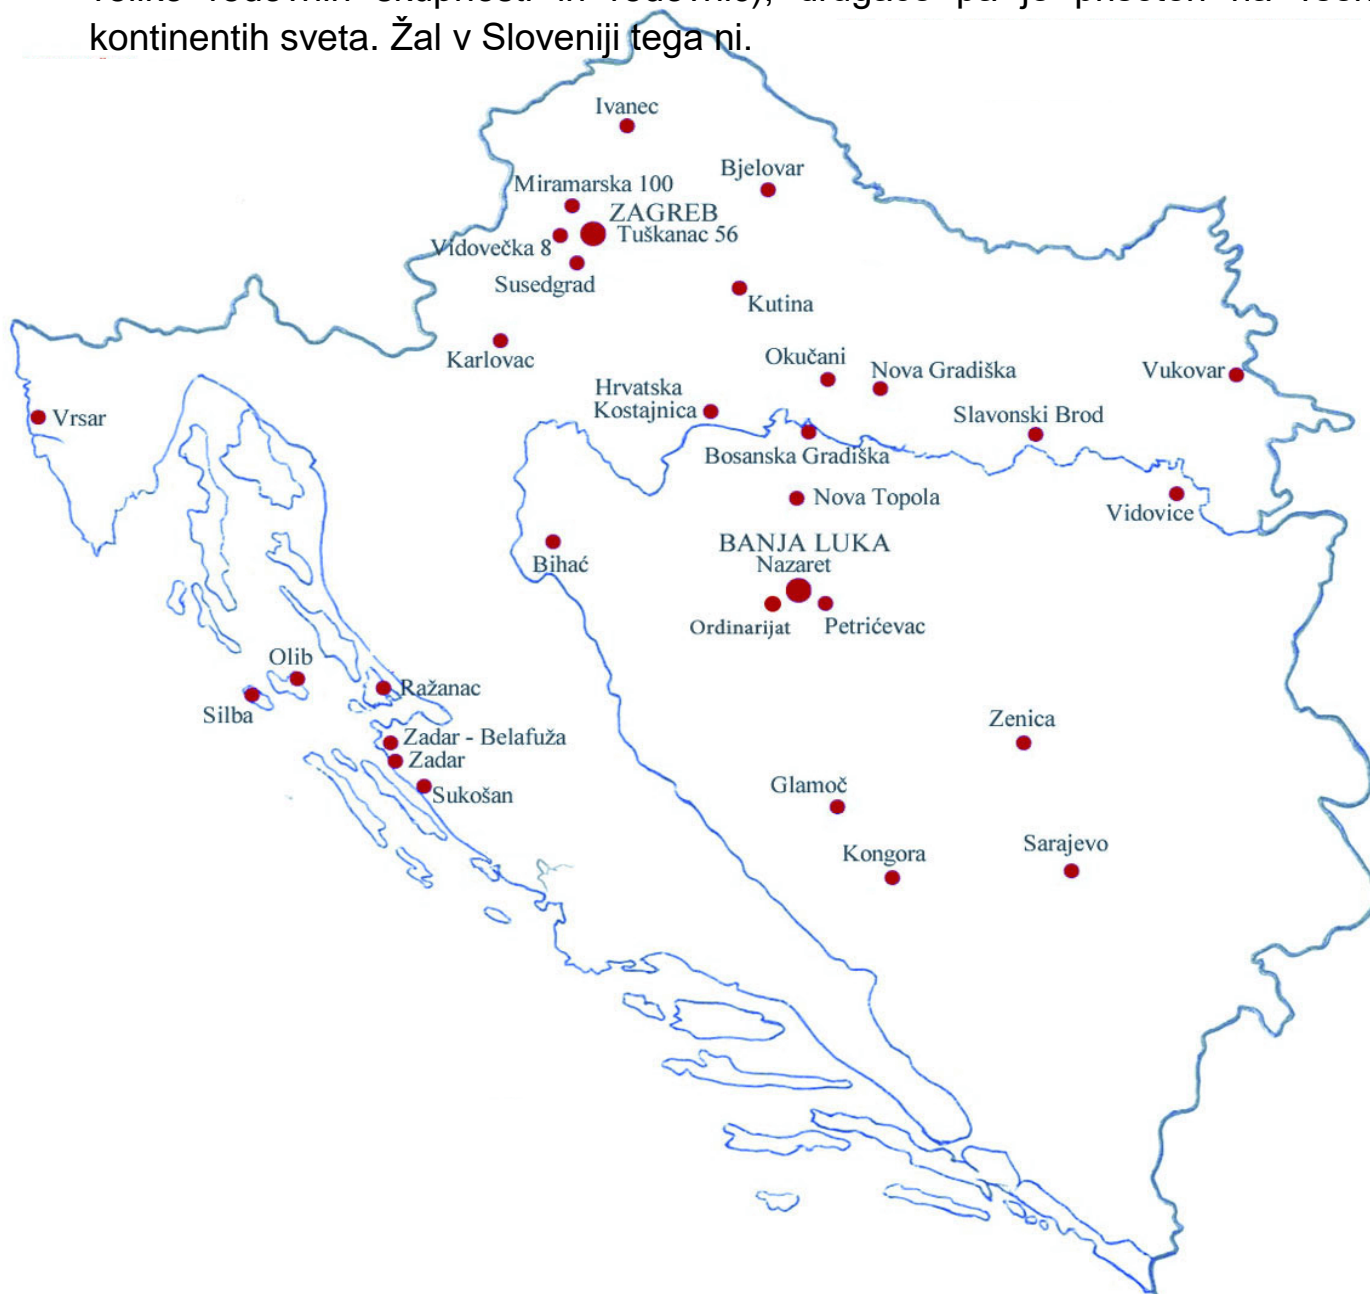 kontinentih sveta. Žal v Sloveniji tega ni.
Ivanec
Bjelovar
Miramarska 100
ZAGREB
Tuškanac 56
Vidovečka 8
Susedgrad
Kutina
Karlovac
Okučani
Nova Gradiška
Vukovar
Hrvatska
Kostajnica
Slavonski Brod
Vrsar
Bosanska Gradiška
Nova Topola
Vidovice
BANJA LUKA
Nazaret
Bihać
Ordinarijat
Petrićevac
Olib
Ražanac
Silba
Zadar - Belafuža
Zadar
Sukošan
Zenica
Glamoč
Kongora
Sarajevo